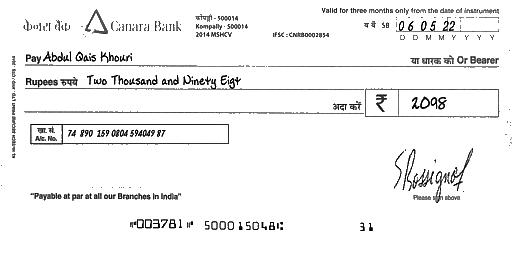 Valid for three months only from the date of instrument
केनरा बैंक Canara Bank
कोंपल्ली - 500014
Kompally - 500014
2014 MSHCV
IFSC : CNRB0002854
SB 06 05 22
D D M M Y Y Y Y
Pay Abdul Qais Khouri या धारक को Or Bearer
Rupees रुपये Two Thousand and Ninety Eigt
अदा करें ₹ 2098
खा. सं.
A/c. No. 74 890 159 0804 594049 87
S Rossignol
Please sign above
"Payable at par at all our Branches in India"
⑈003781⑈ 500015048⑆ 31